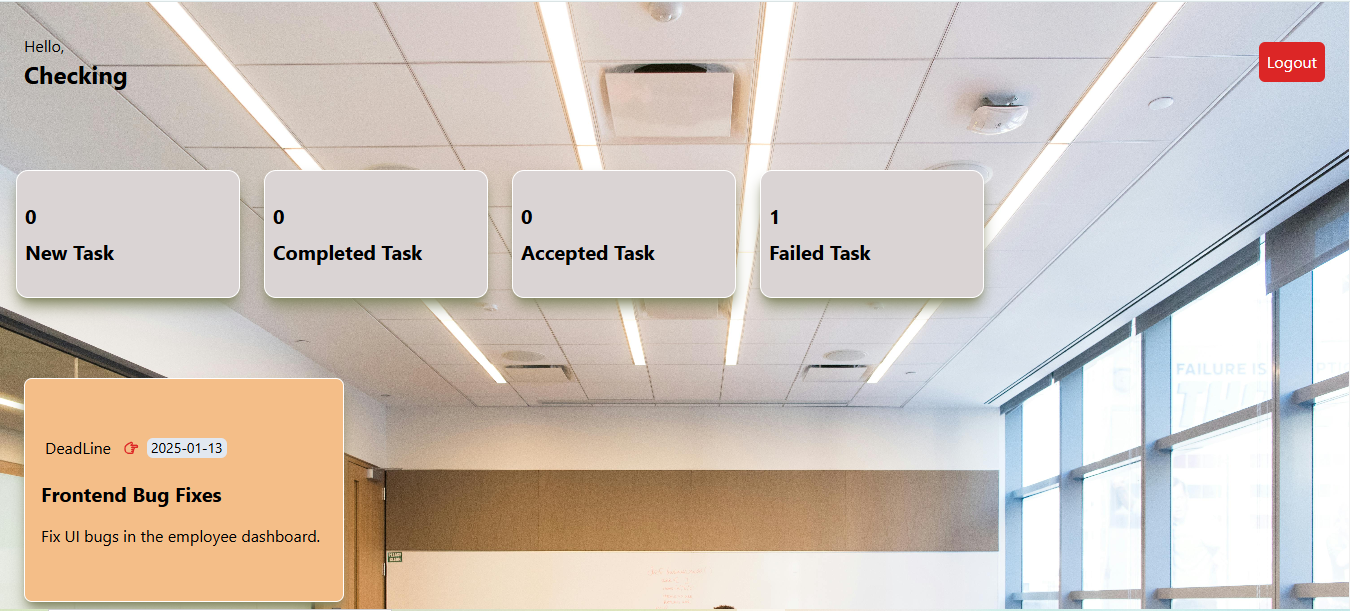 Hello,
Checking
Logout
0
New Task
0
Completed Task
0
Accepted Task
1
Failed Task
FAILURE IS
DeadLine 2025-01-13
Frontend Bug Fixes
Fix UI bugs in the employee dashboard.